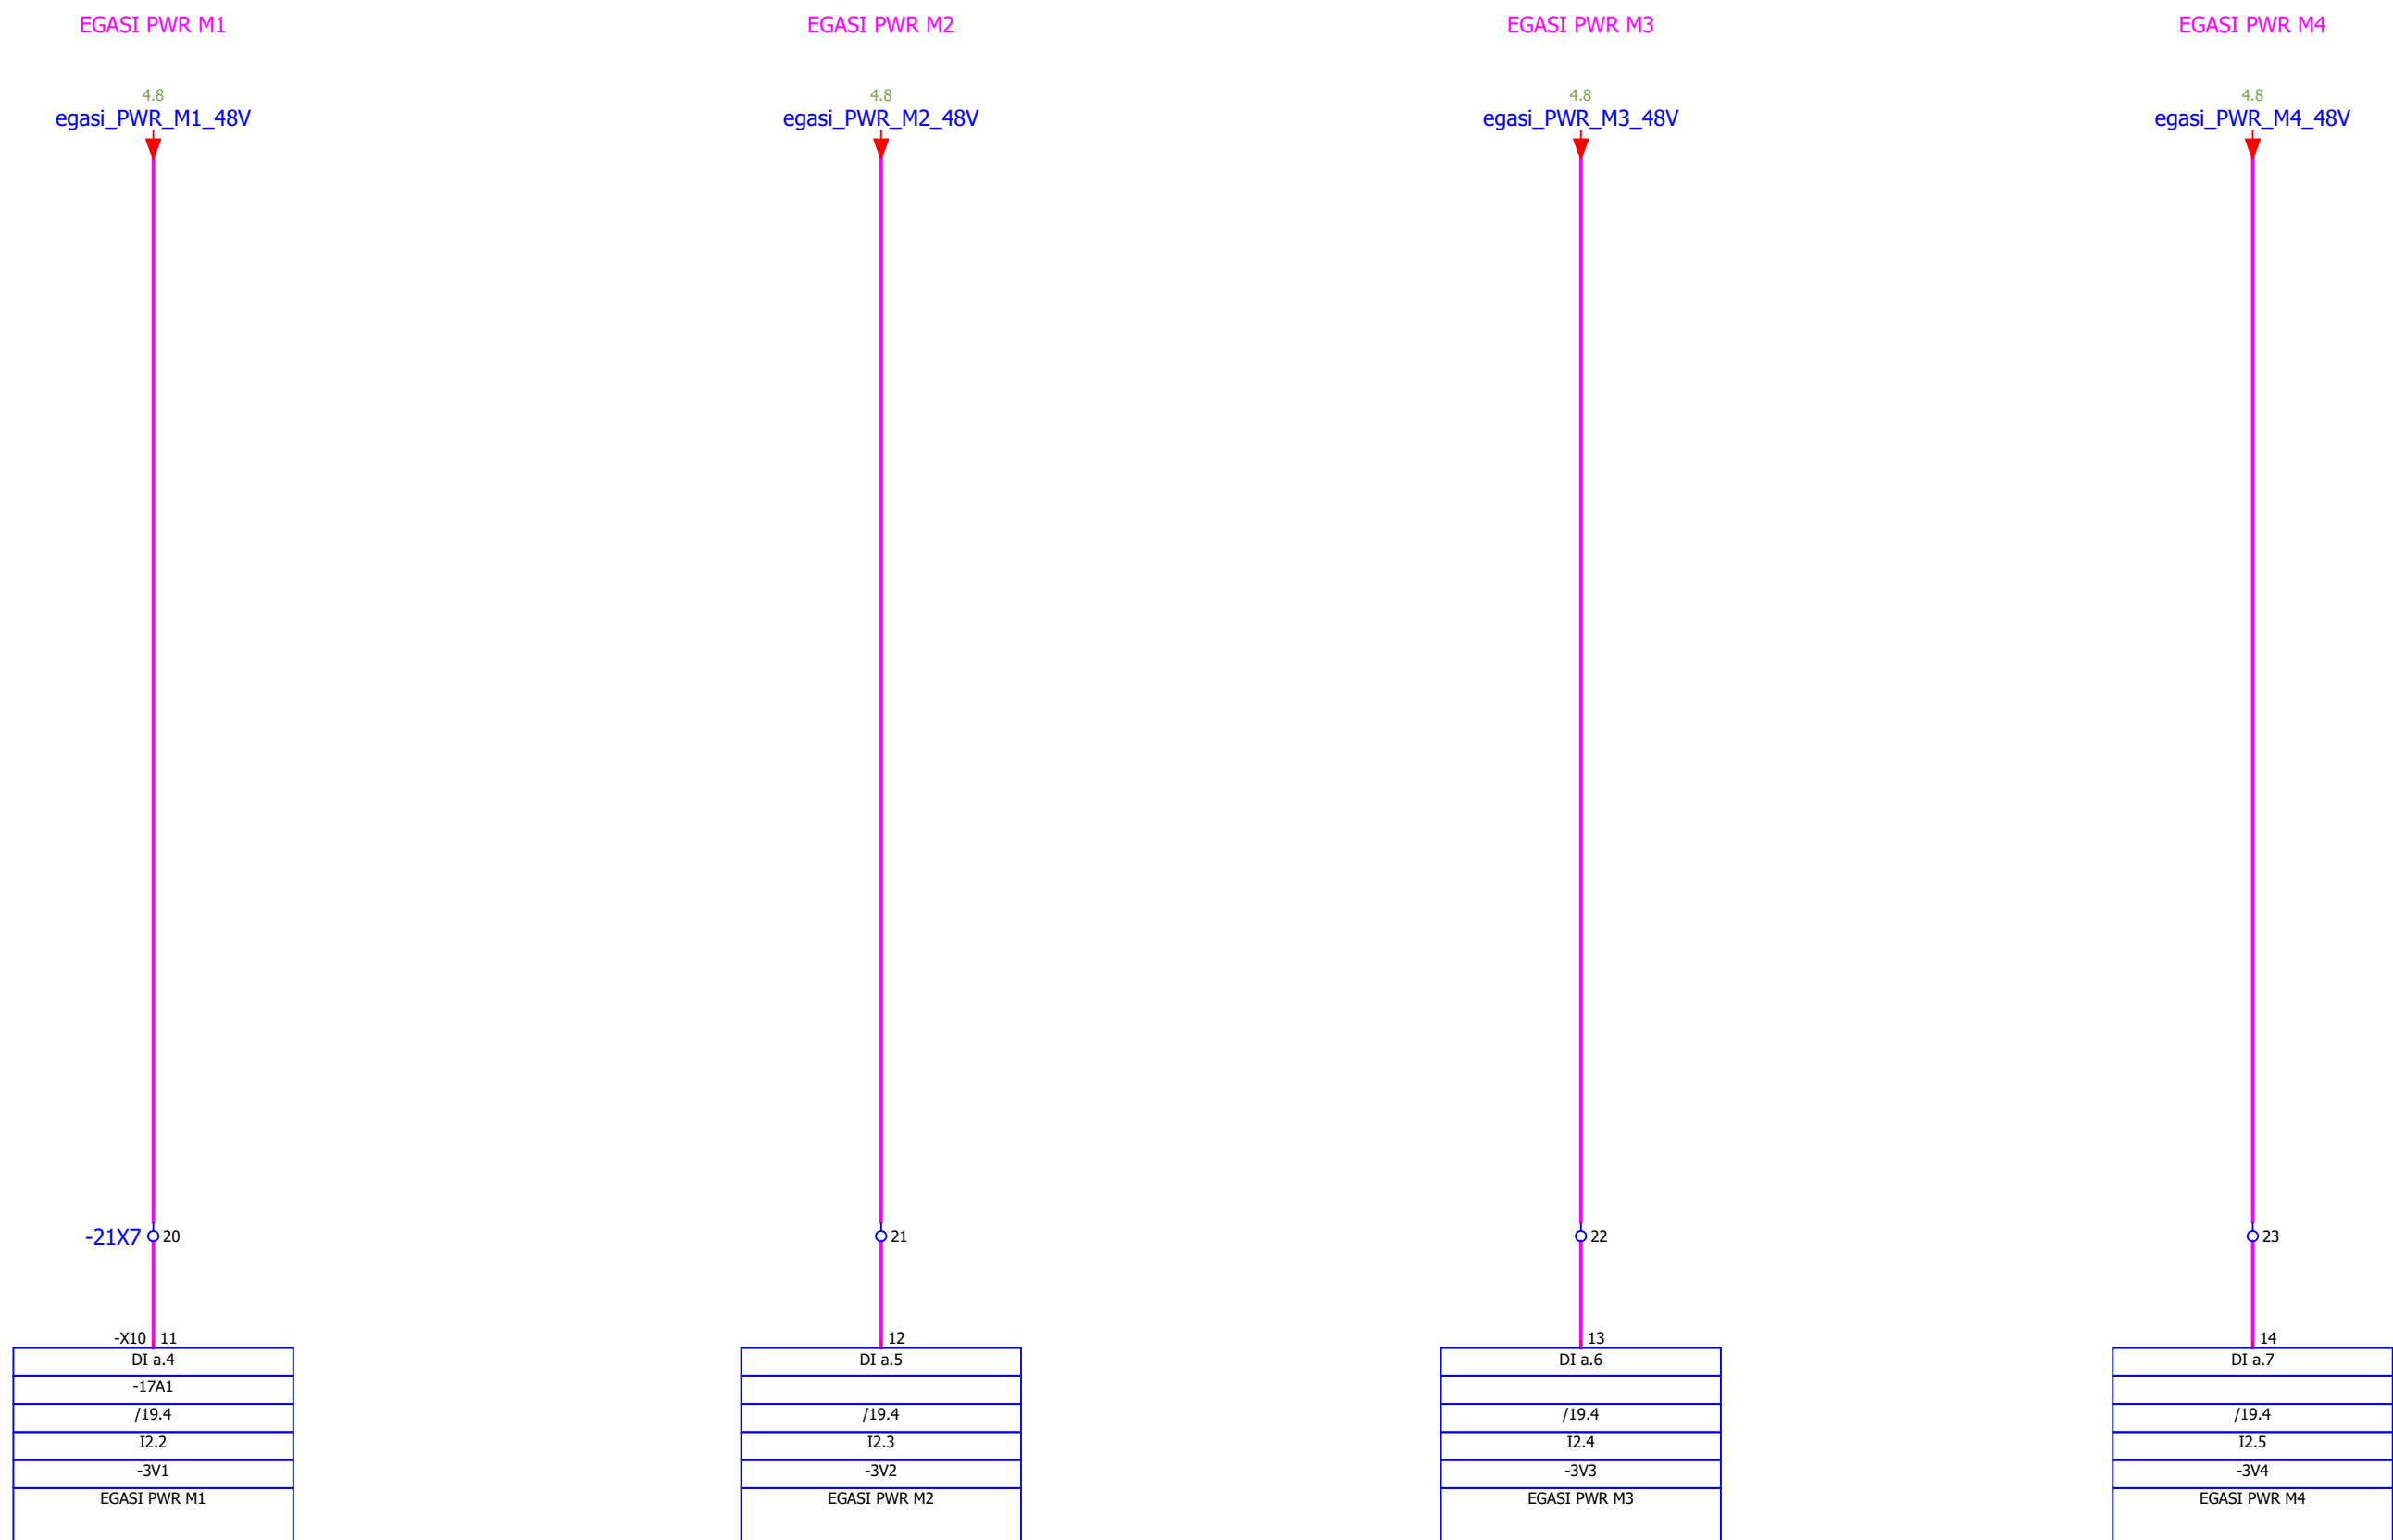 EGASI PWR M1 EGASI PWR M2 EGASI PWR M3 EGASI PWR M4
4.8 4.8 4.8 4.8
egasi_PWR_M1_48V egasi_PWR_M2_48V egasi_PWR_M3_48V egasi_PWR_M4_48V
-21X7 20 21 22 23
-X10 11 12 13 14
DI a.4 DI a.5 DI a.6 DI a.7
-17A1
/19.4 /19.4 /19.4 /19.4
I2.2 I2.3 I2.4 I2.5
-3V1 -3V2 -3V3 -3V4
EGASI PWR M1 EGASI PWR M2 EGASI PWR M3 EGASI PWR M4